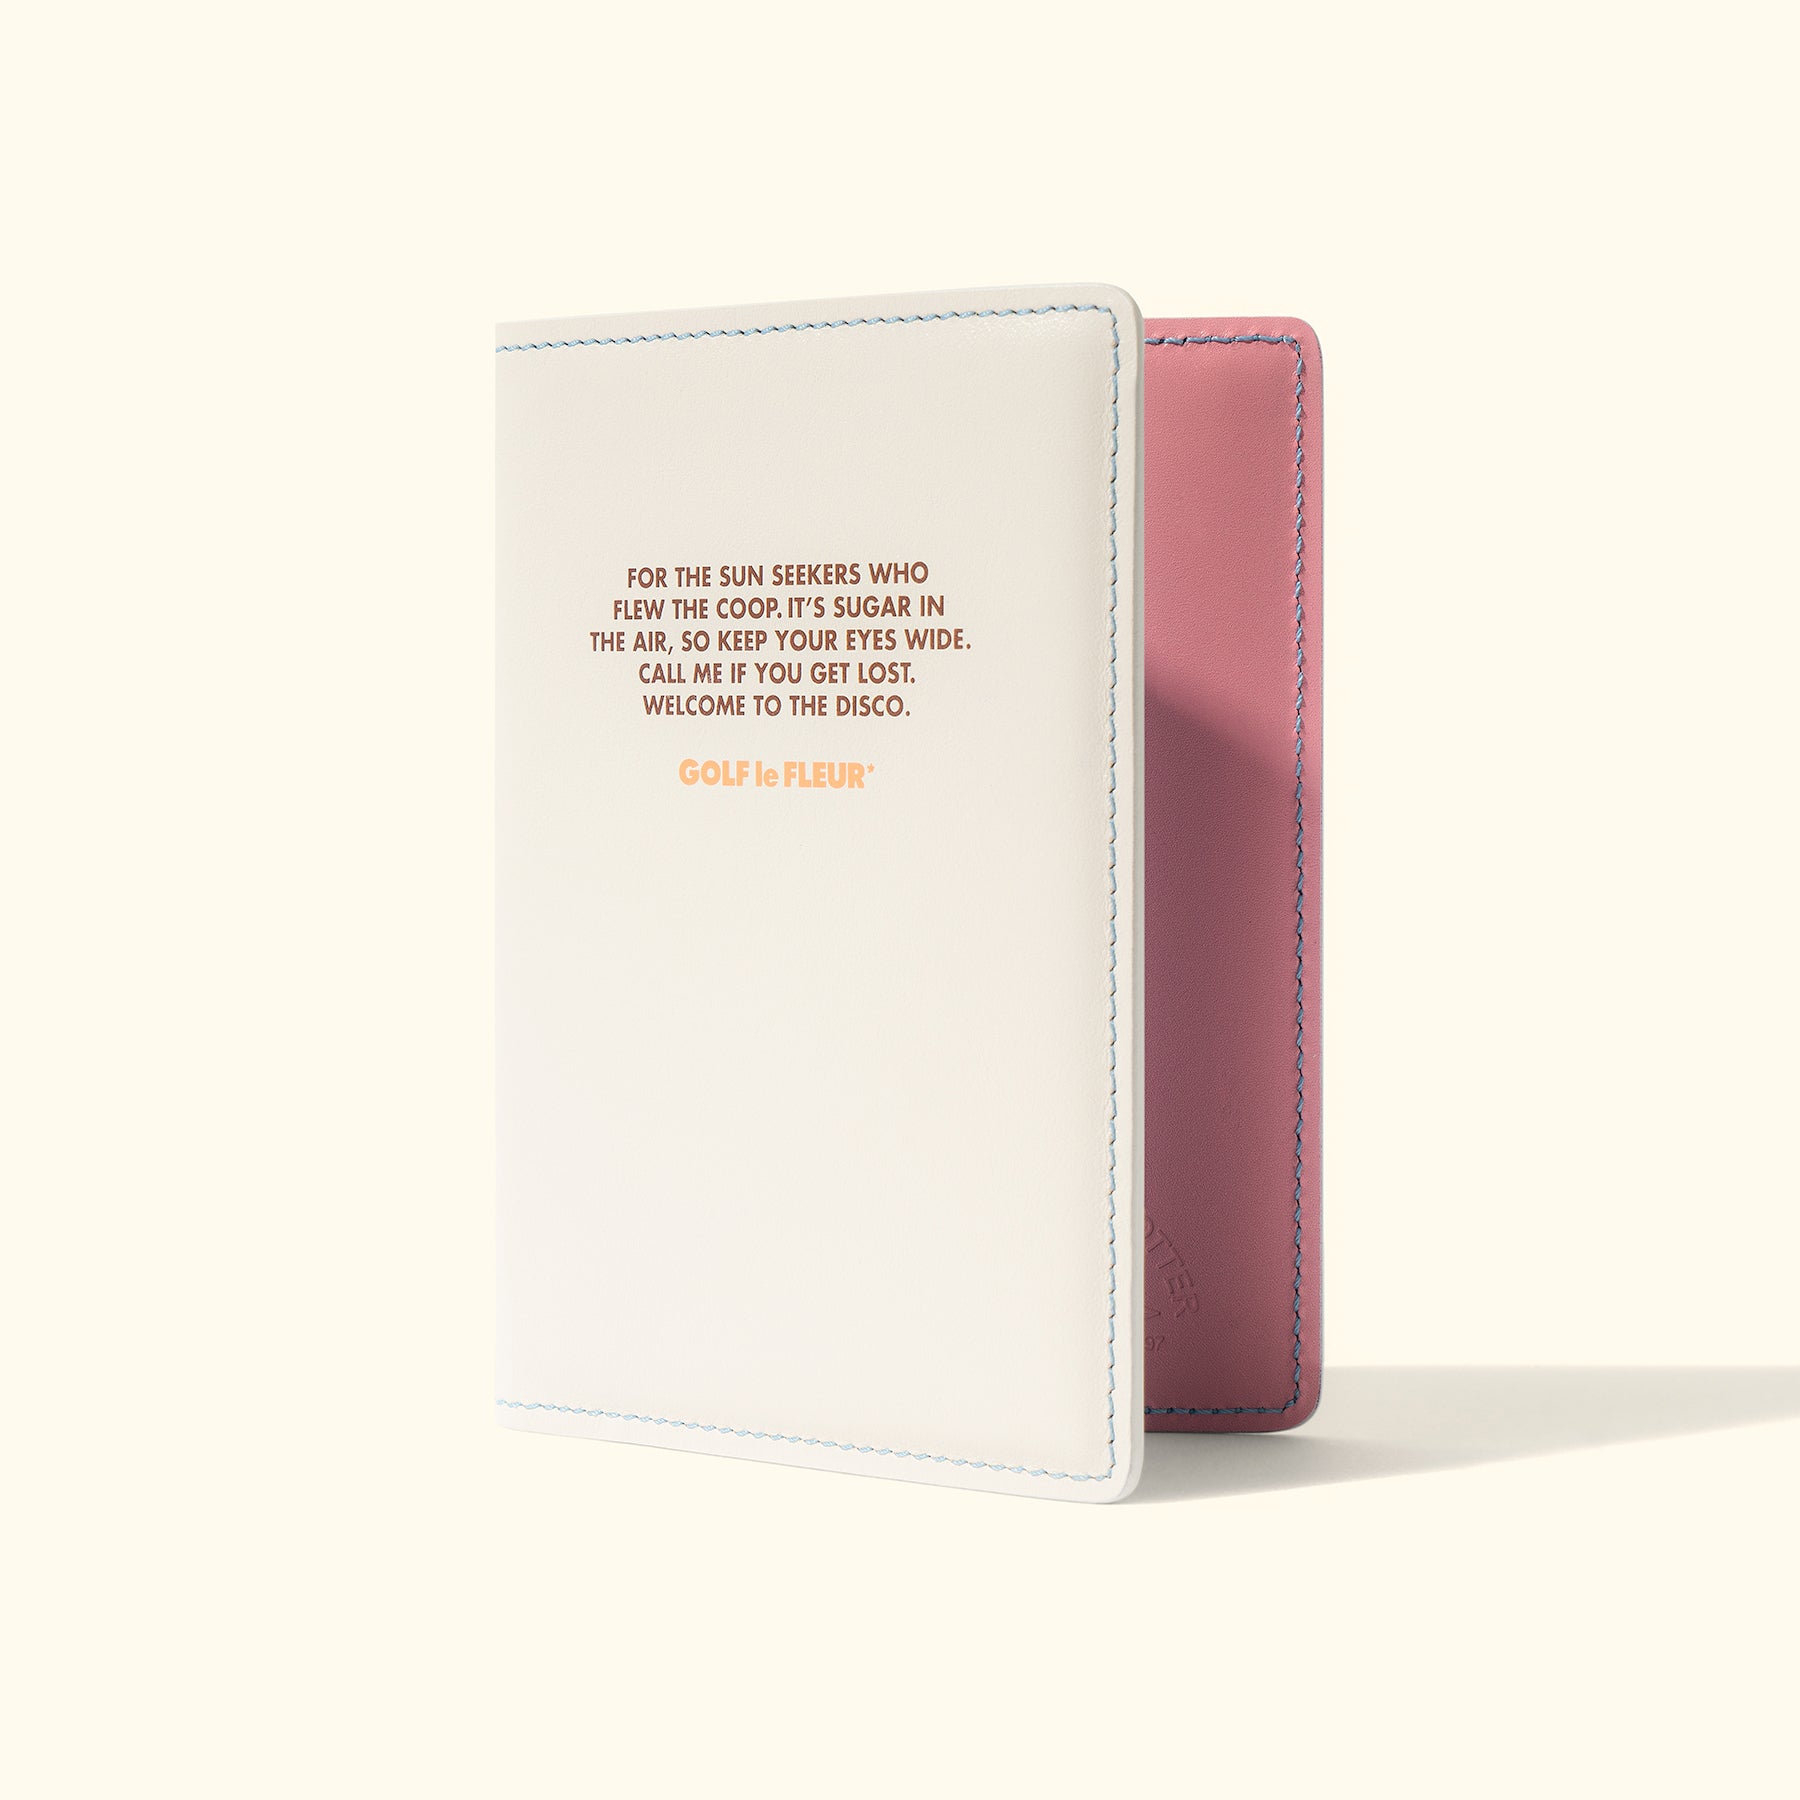 FOR THE SUN SEEKERS WHO
FLEW THE COOP. IT'S SUGAR IN
THE AIR, SO KEEP YOUR EYES WIDE.
CALL ME IF YOU GET LOST.
WELCOME TO THE DISCO.
GOLF le FLEUR*